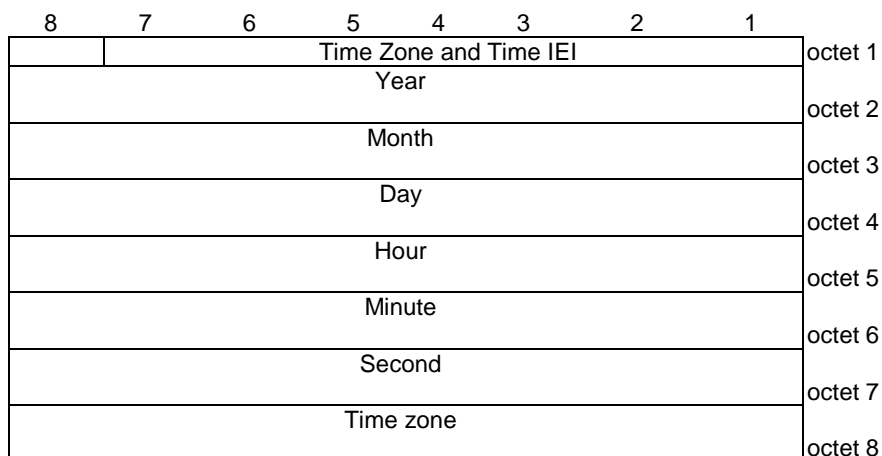 8 7 6 5 4 3 2 1
Time Zone and Time IEI octet 1
Year
octet 2
Month
octet 3
Day
octet 4
Hour
octet 5
Minute
octet 6
Second
octet 7
Time zone
octet 8